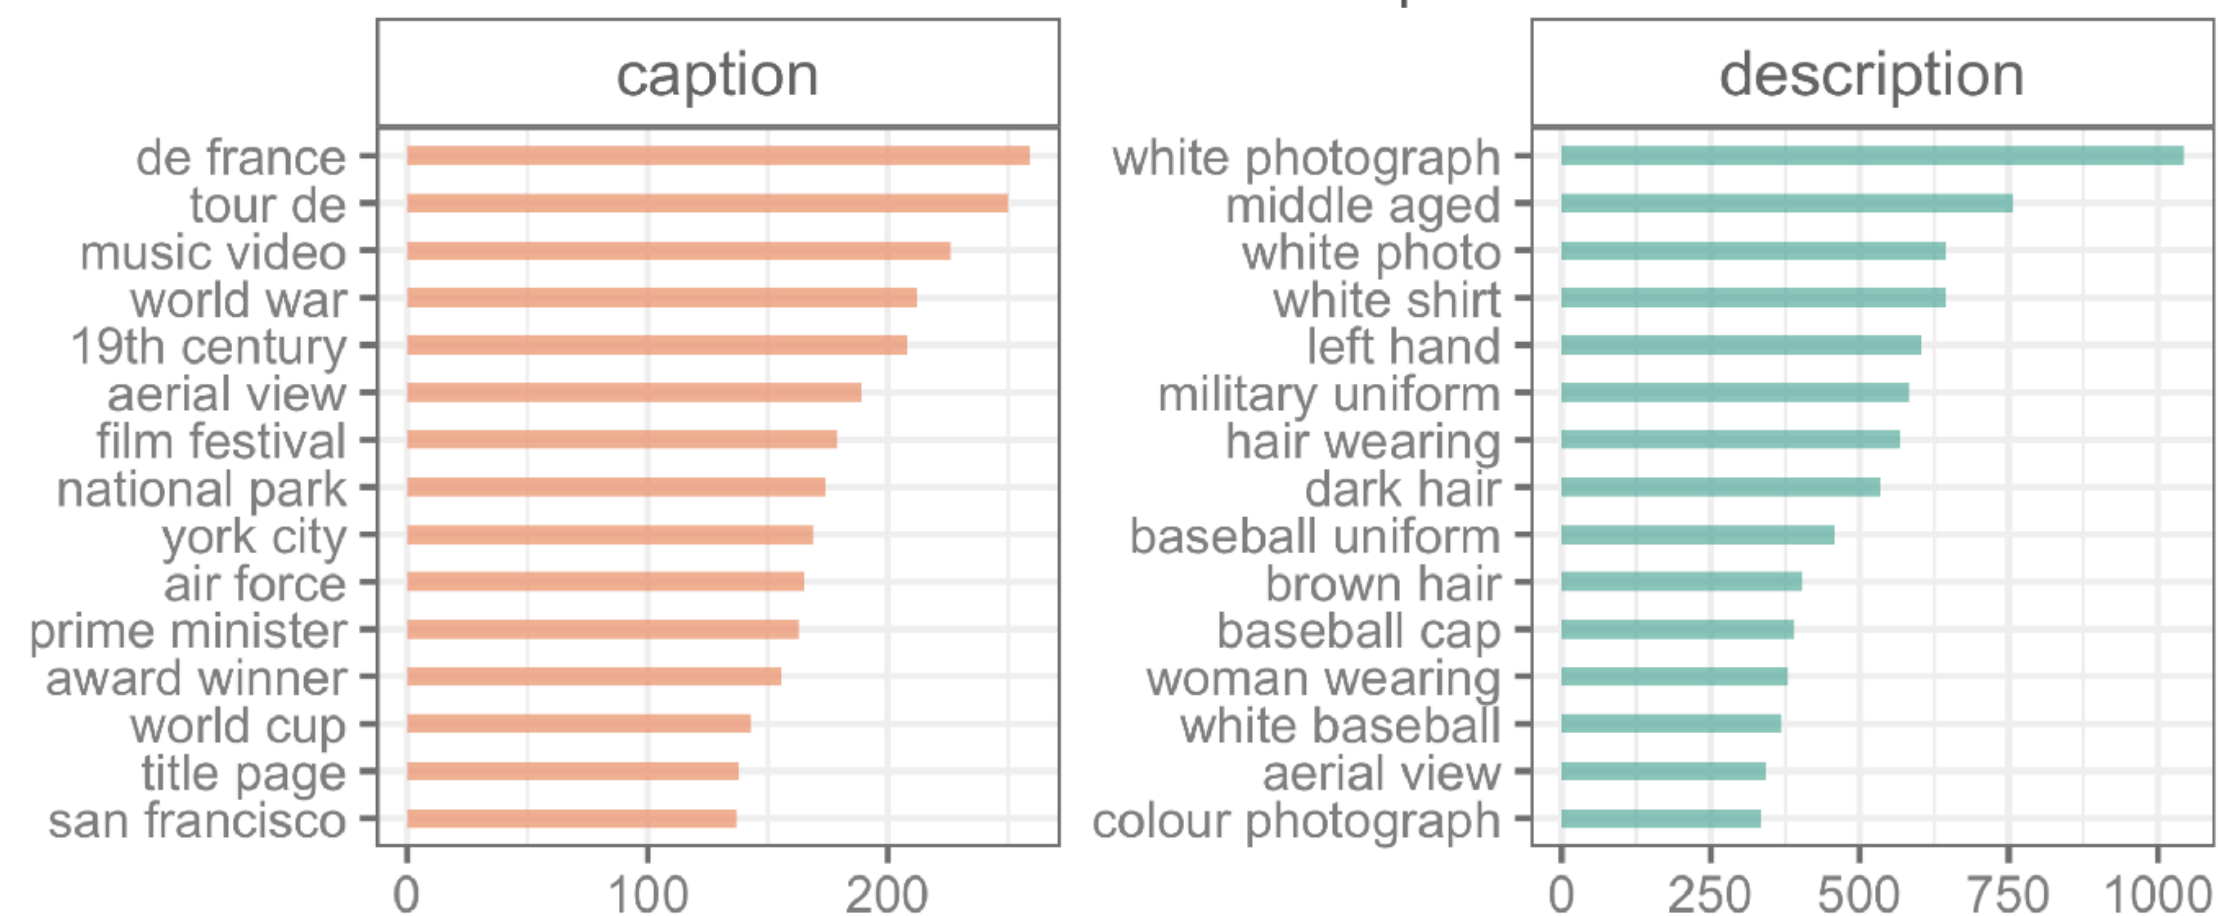 caption
de france
tour de
music video
world war
19th century
aerial view
film festival
national park
york city
air force
prime minister
award winner
world cup
title page
san francisco
0 100 200
description
white photograph
middle aged
white photo
white shirt
left hand
military uniform
hair wearing
dark hair
baseball uniform
brown hair
baseball cap
woman wearing
white baseball
aerial view
colour photograph
0 250 500 750 1000